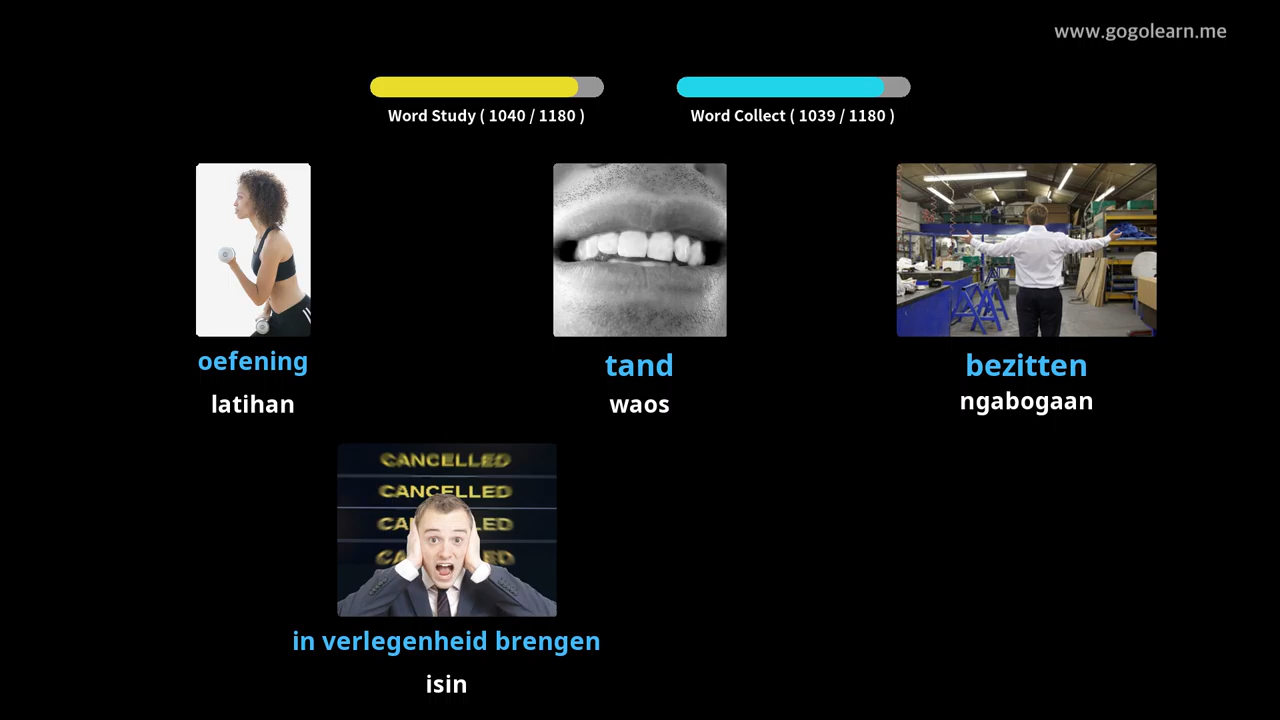 www.gogolearn.me
Word Study ( 1040 / 1180 )
Word Collect ( 1039 / 1180 )
oefening
latihan
tand
waos
bezitten
ngabogaan
CANCELLED
CANCELLED
in verlegenheid brengen
isin